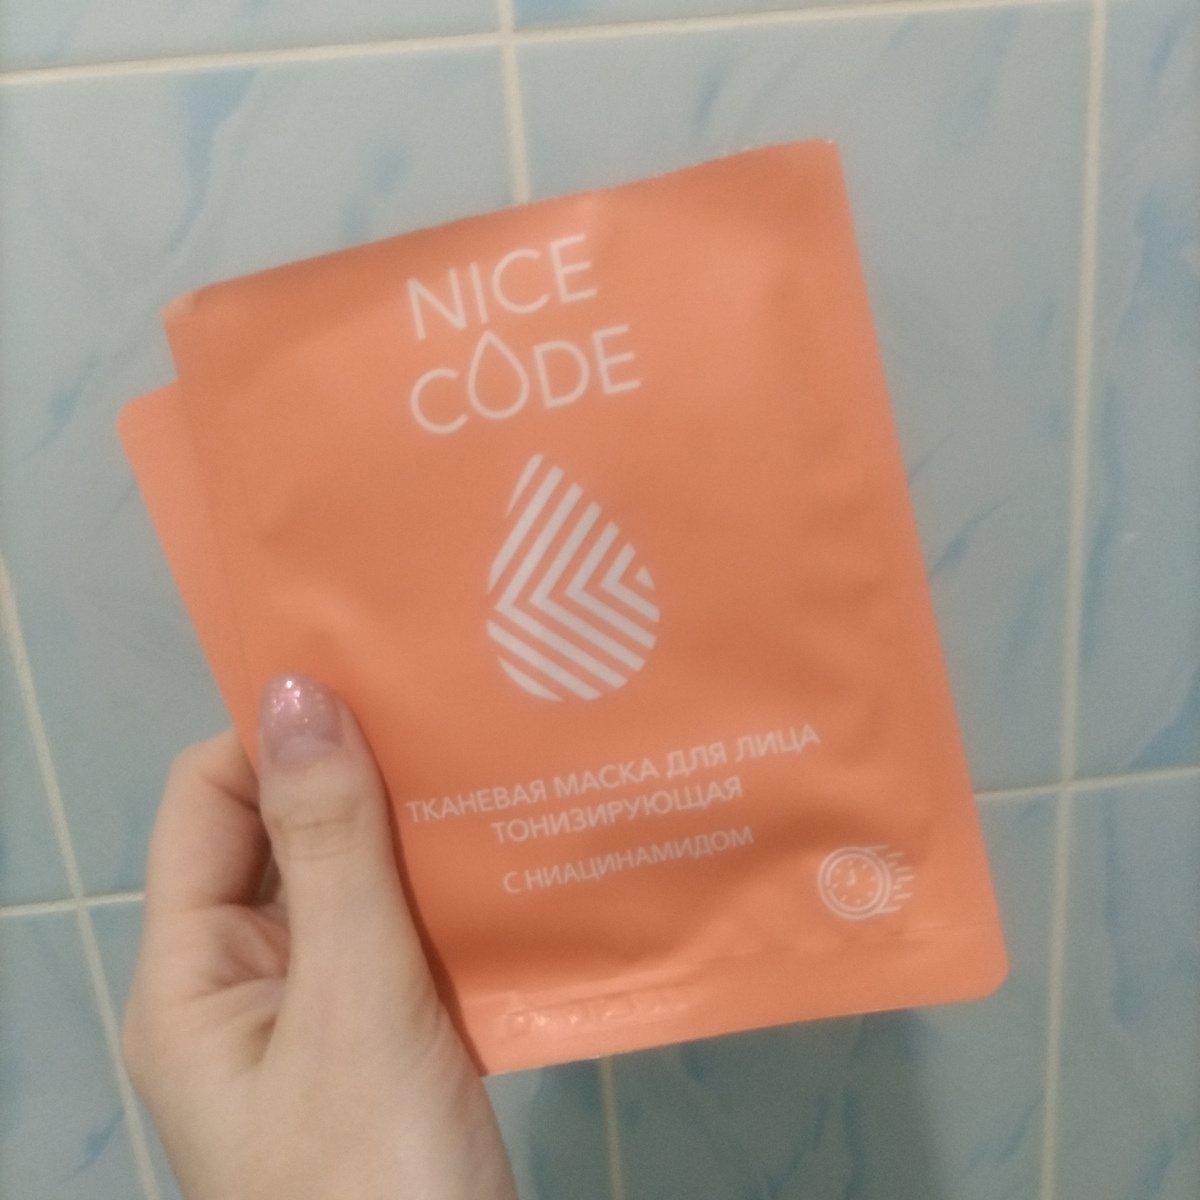 NICE
CODE
ТКАНЕВАЯ МАСКА ДЛЯ ЛИЦА
ТОНИЗИРУЮЩАЯ
С НИАЦИНАМИДОМ